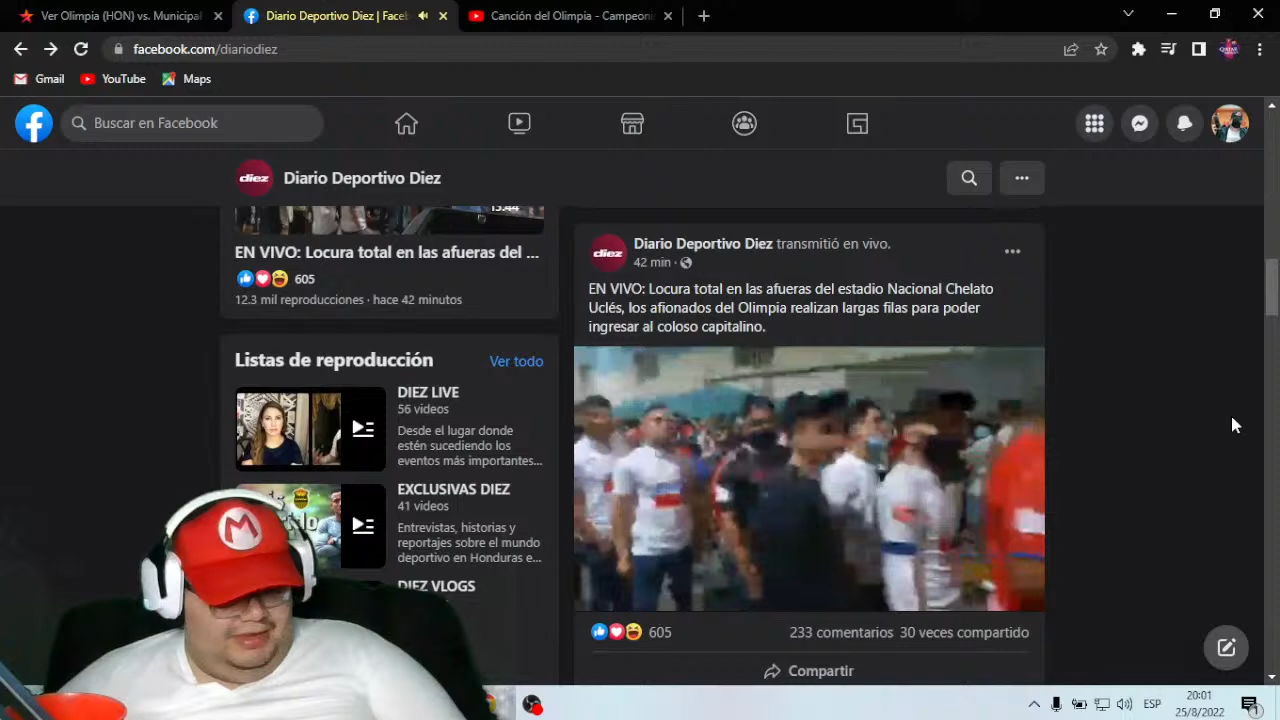 Ver Olimpia (HON) vs. Municipal
Diario Deportivo Diez | Faceb
Canción del Olimpia - Campeoni
facebook.com/diariodiez
Gmail
YouTube
Maps
Buscar en Facebook
diez
Diario Deportivo Diez
EN VIVO: Locura total en las afueras del ...
605
12.3 mil reproducciones · hace 42 minutos
Listas de reproducción
Ver todo
DIEZ LIVE
56 videos
Desde el lugar donde
estén sucediendo los
eventos más importantes...
EXCLUSIVAS DIEZ
41 videos
Entrevistas, historias y
reportajes sobre el mundo
deportivo en Honduras e...
DIEZ VLOGS
M
diez
Diario Deportivo Diez transmitió en vivo.
42 min ·
EN VIVO: Locura total en las afueras del estadio Nacional Chelato
Uclés, los afionados del Olimpia realizan largas filas para poder
ingresar al coloso capitalino.
605
233 comentarios 30 veces compartido
Compartir
ESP
20:01
25/8/2022
1